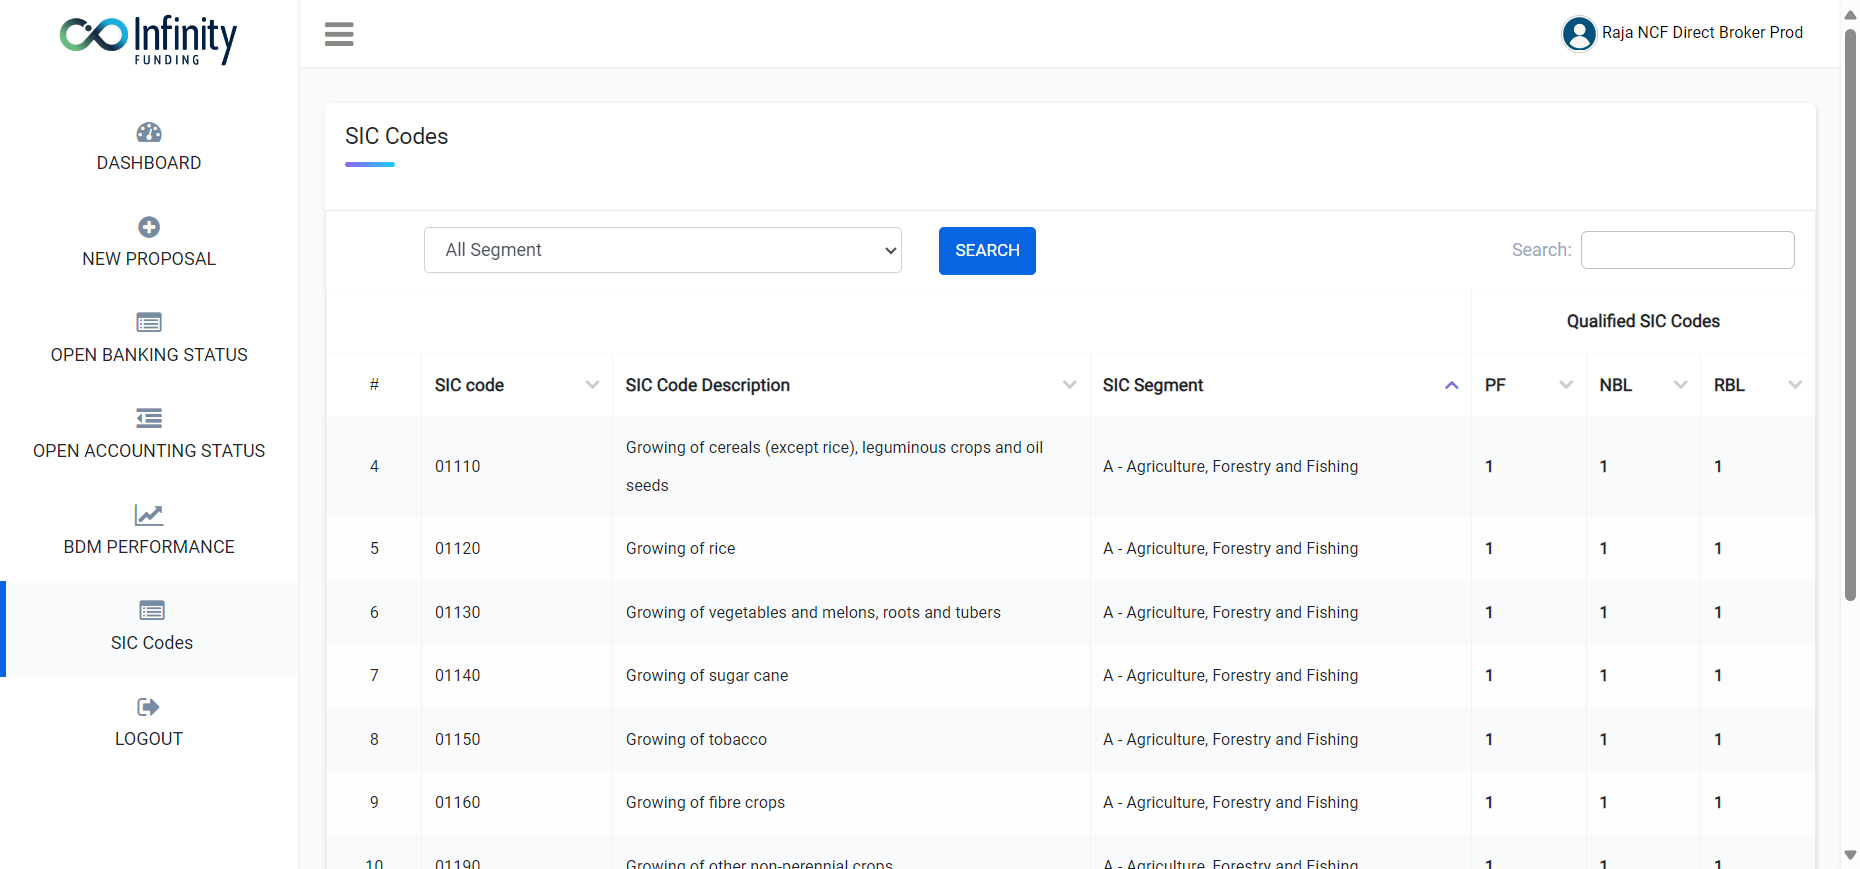 Infinity
FUNDING
Raja NCF Direct Broker Prod
DASHBOARD
NEW PROPOSAL
OPEN BANKING STATUS
OPEN ACCOUNTING STATUS
BDM PERFORMANCE
SIC Codes
LOGOUT
SIC Codes
All Segment
SEARCH
Search:
Qualified SIC Codes
# SIC code SIC Code Description SIC Segment PF NBL RBL
4 01110 Growing of cereals (except rice), leguminous crops and oil seeds A - Agriculture, Forestry and Fishing 1 1 1
5 01120 Growing of rice A - Agriculture, Forestry and Fishing 1 1 1
6 01130 Growing of vegetables and melons, roots and tubers A - Agriculture, Forestry and Fishing 1 1 1
7 01140 Growing of sugar cane A - Agriculture, Forestry and Fishing 1 1 1
8 01150 Growing of tobacco A - Agriculture, Forestry and Fishing 1 1 1
9 01160 Growing of fibre crops A - Agriculture, Forestry and Fishing 1 1 1
10 01190 Growing of other non-perennial crops A - Agriculture, Forestry and Fishing 1 1 1